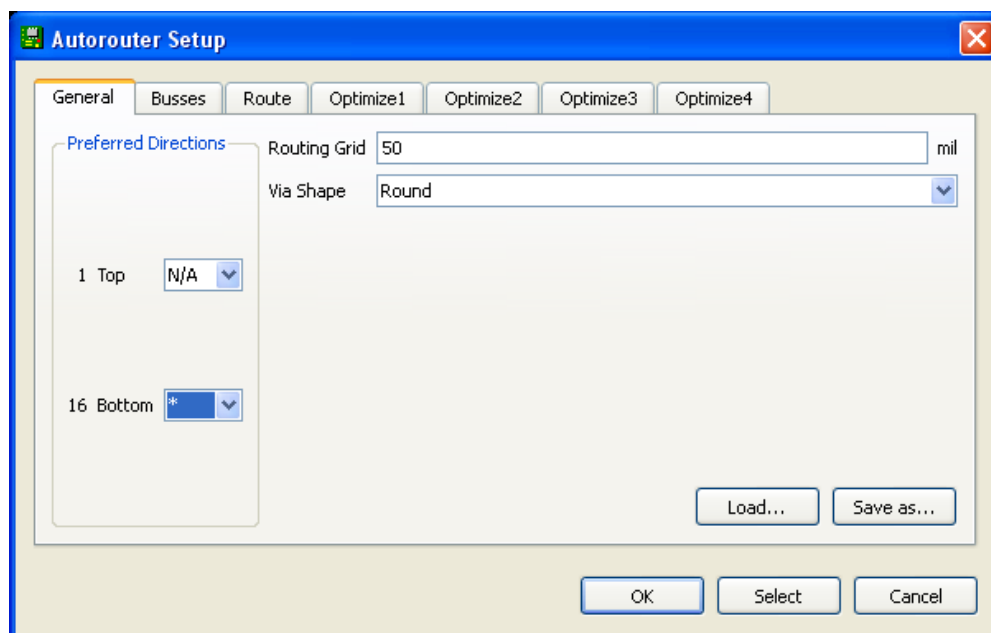 Autorouter Setup
General Busses Route Optimize1 Optimize2 Optimize3 Optimize4
Preferred Directions
Routing Grid 50 mil
Via Shape Round
1 Top N/A
16 Bottom *
Load... Save as...
OK Select Cancel